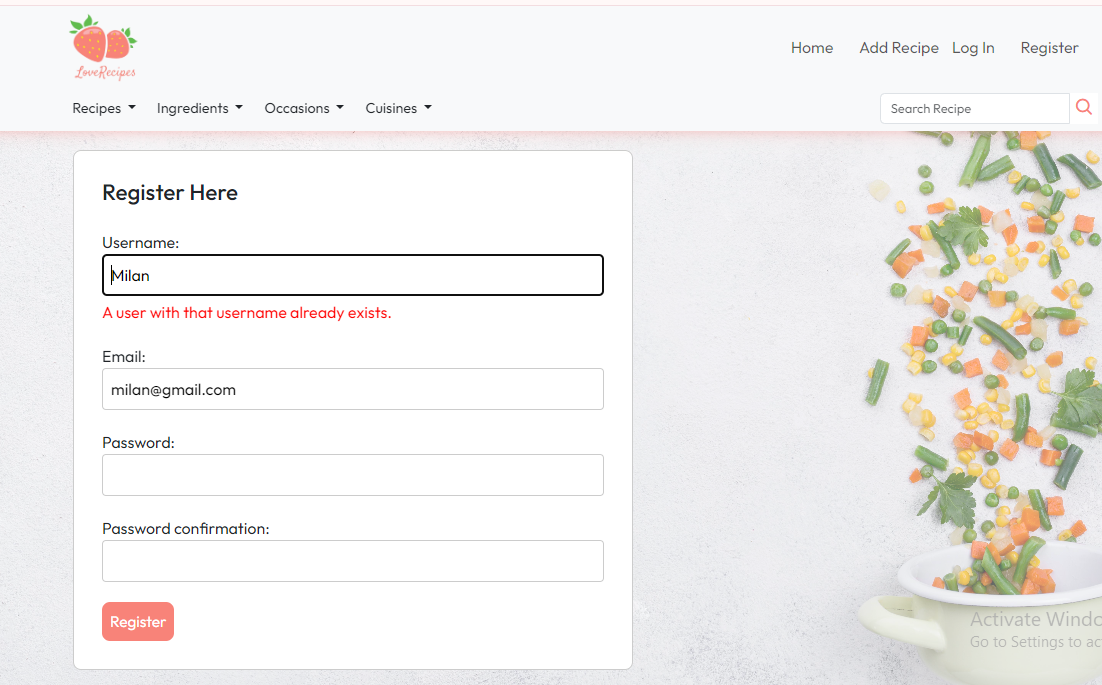 LoveRecipes
Home Add Recipe Log In Register
Recipes Ingredients Occasions Cuisines
Search Recipe
Register Here
Username:
Milan
A user with that username already exists.
Email:
milan@gmail.com
Password:
Password confirmation:
Register
Activate Windo
Go to Settings to ac